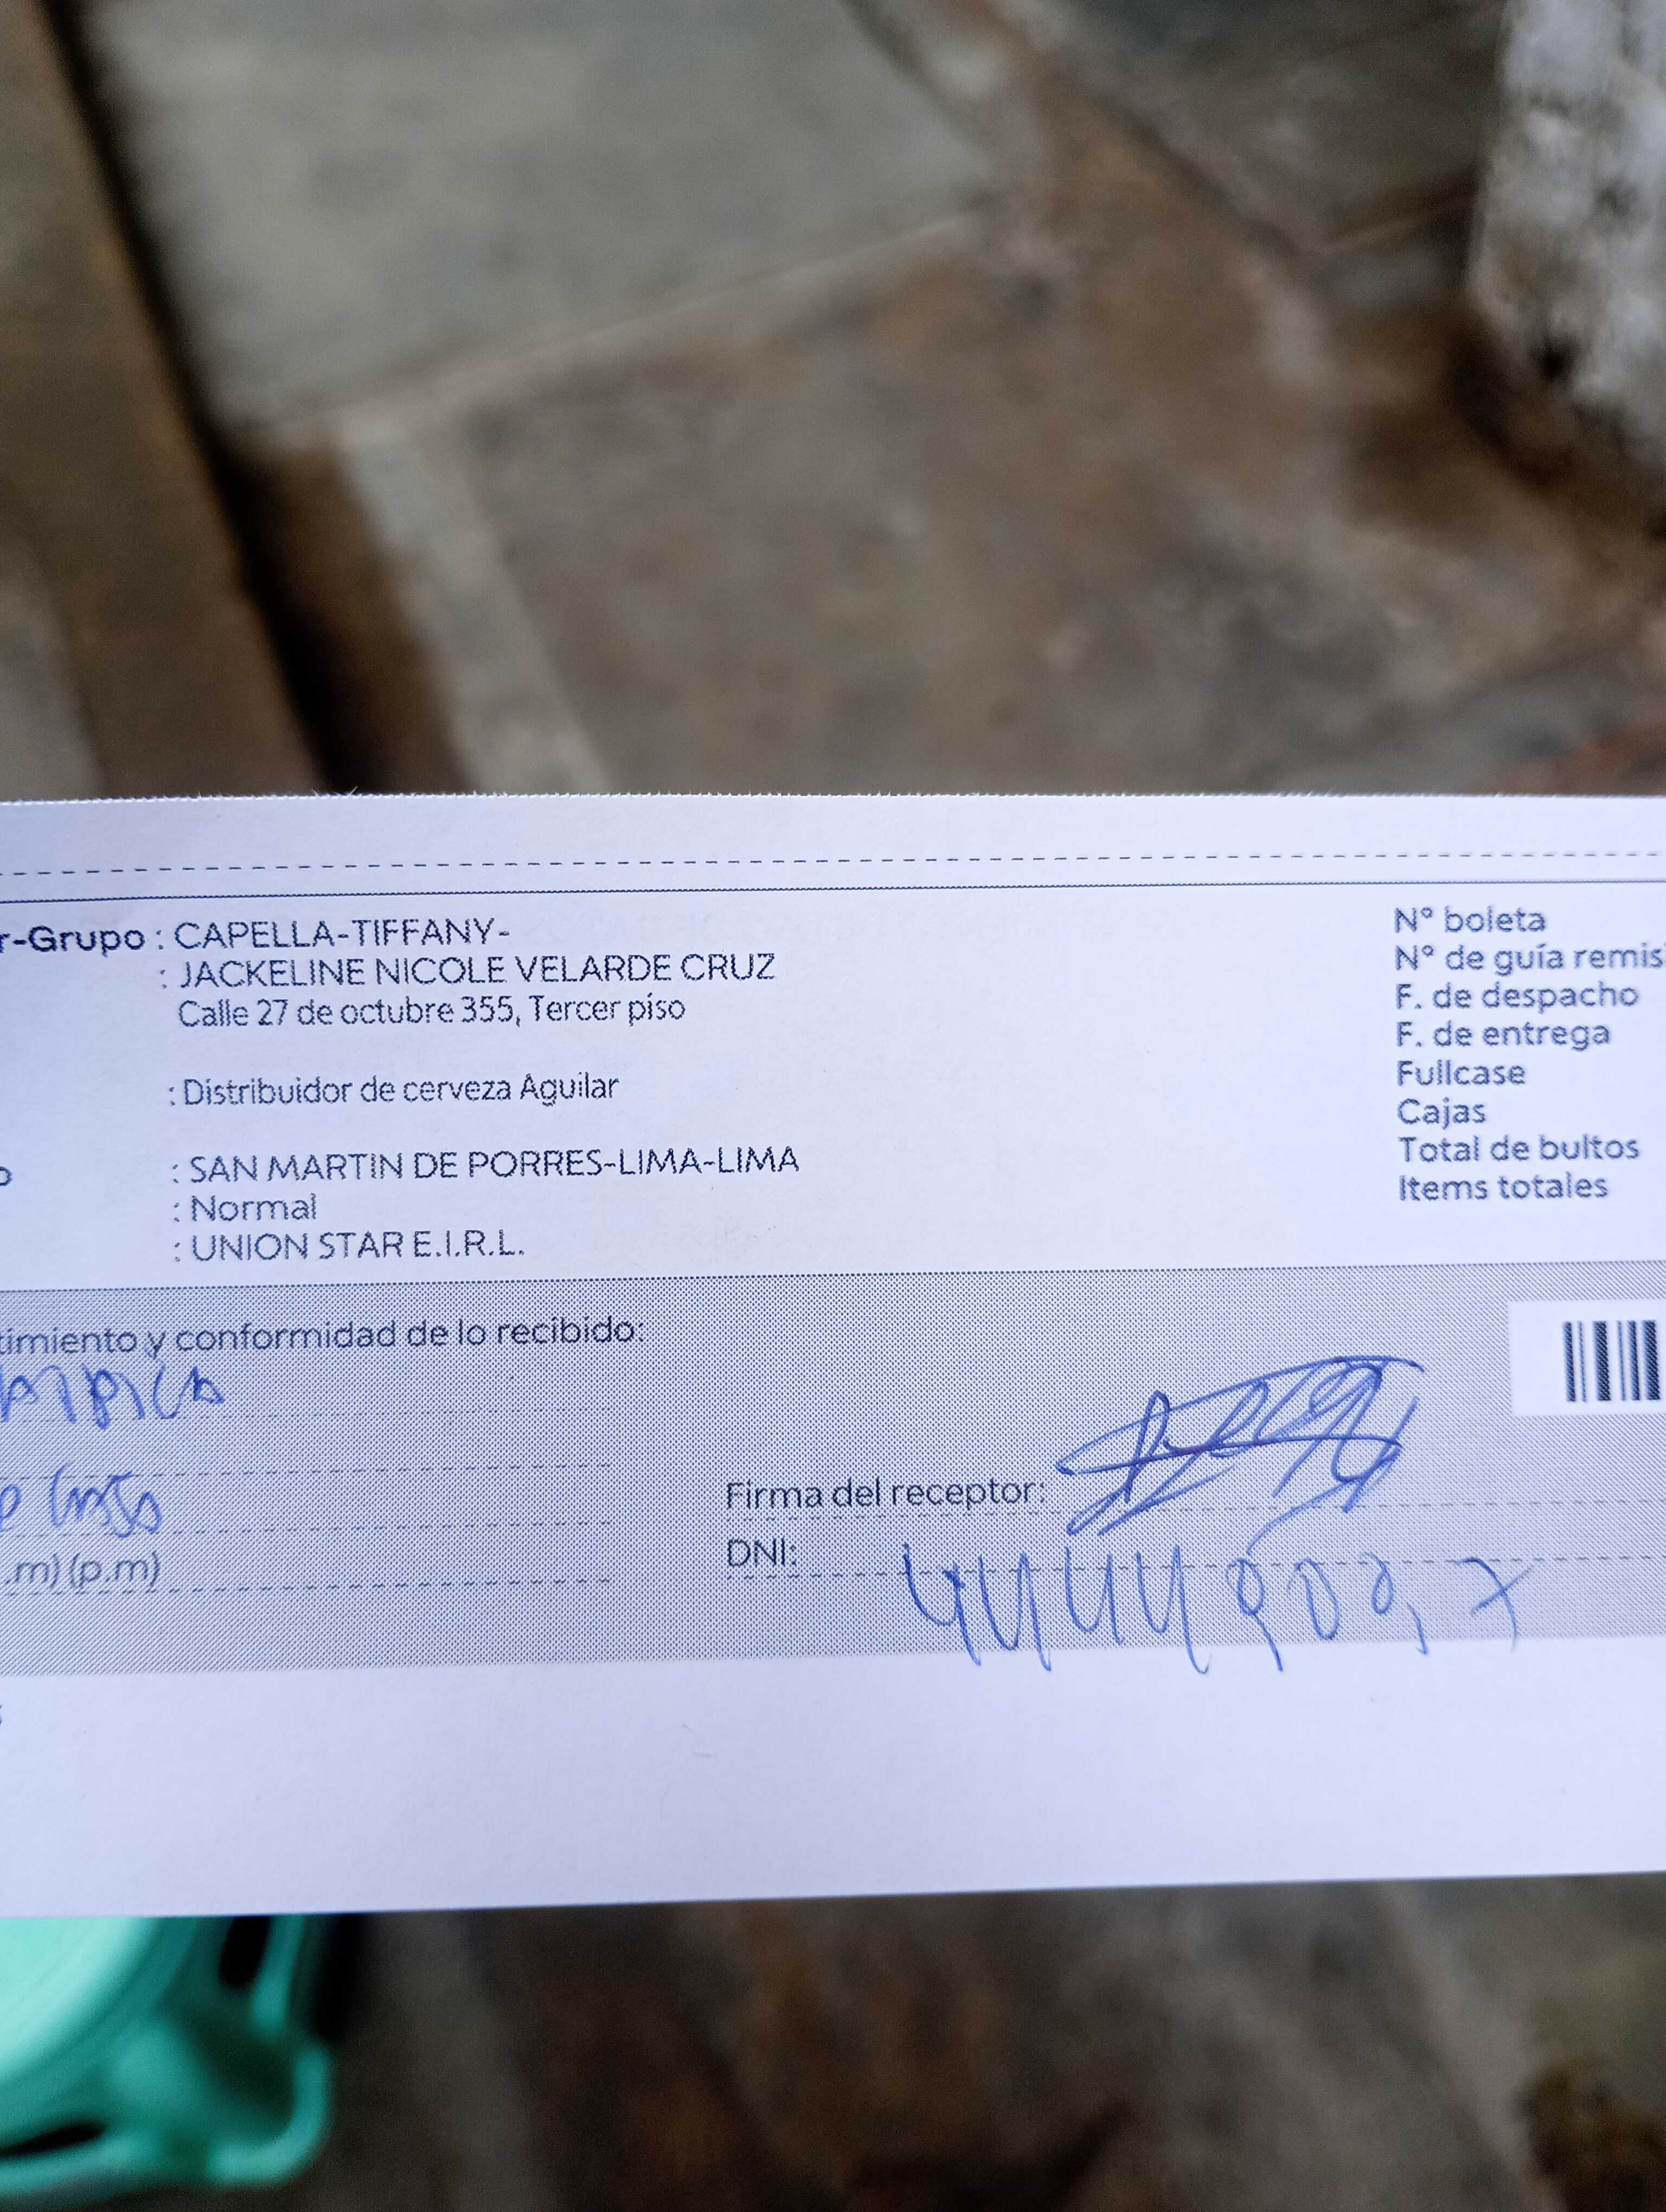 r-Grupo : CAPELLA-TIFFANY-
: JACKELINE NICOLE VELARDE CRUZ
Calle 27 de octubre 355, Tercer piso
: Distribuidor de cerveza Aguilar
o : SAN MARTIN DE PORRES-LIMA-LIMA
: Normal
: UNION STAR E.I.R.L.
N° boleta
N° de guía remis
F. de despacho
F. de entrega
Fullcase
Cajas
Total de bultos
Items totales
timiento y conformidad de lo recibido:
Firma del receptor:
.m) (p.m)
DNI: